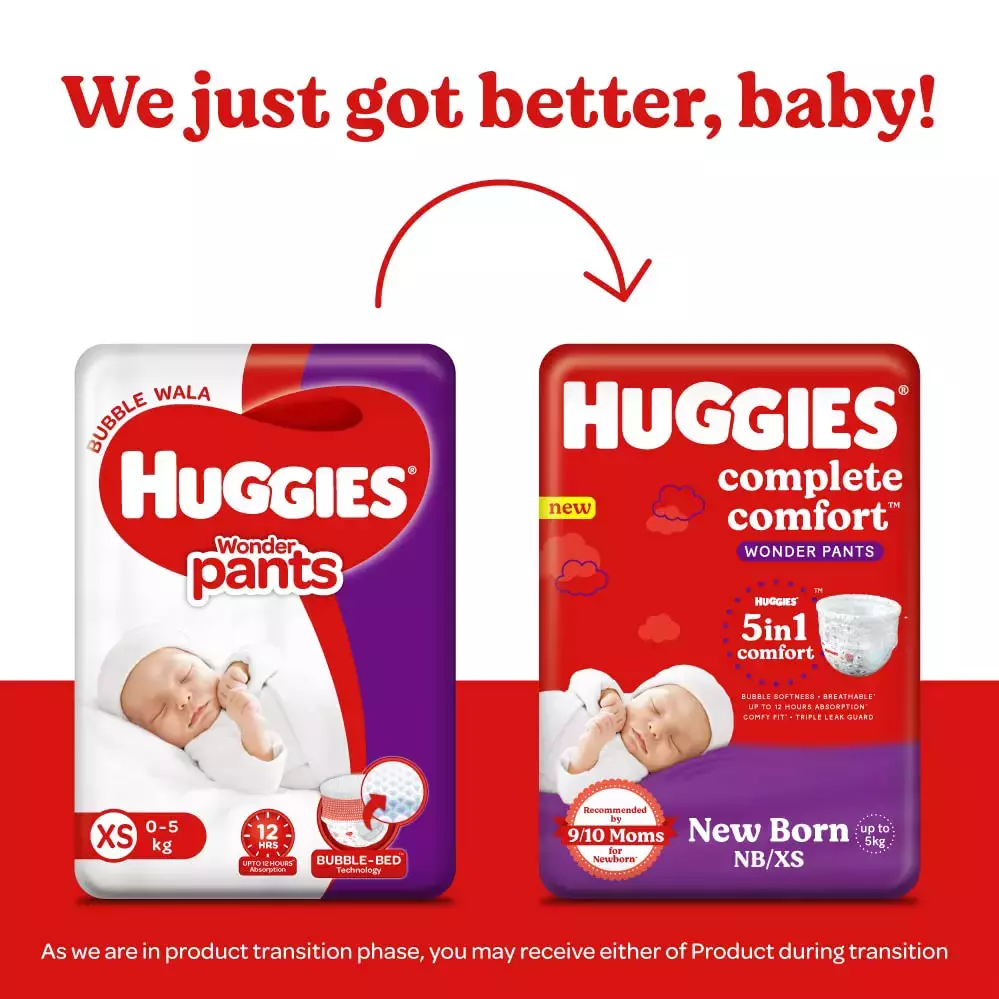 We just got better, baby!
BUBBLE WALA
HUGGIES®
Wonder
pants
XS
0-5
kg
12
HRS
UPTO 12 HOURS*
Absorption
BUBBLE-BED™
Technology
HUGGIES®
complete
comfort™
new
WONDER PANTS
HUGGIES
5in1™
comfort
BUBBLE SOFTNESS • BREATHABLE*
UP TO 12 HOURS ABSORPTION*
COMFY FIT* • TRIPLE LEAK GUARD
Recommended
by
9/10 Moms
for
Newborn*
New Born
NB/XS
up to
5kg
As we are in product transition phase, you may receive either of Product during transition